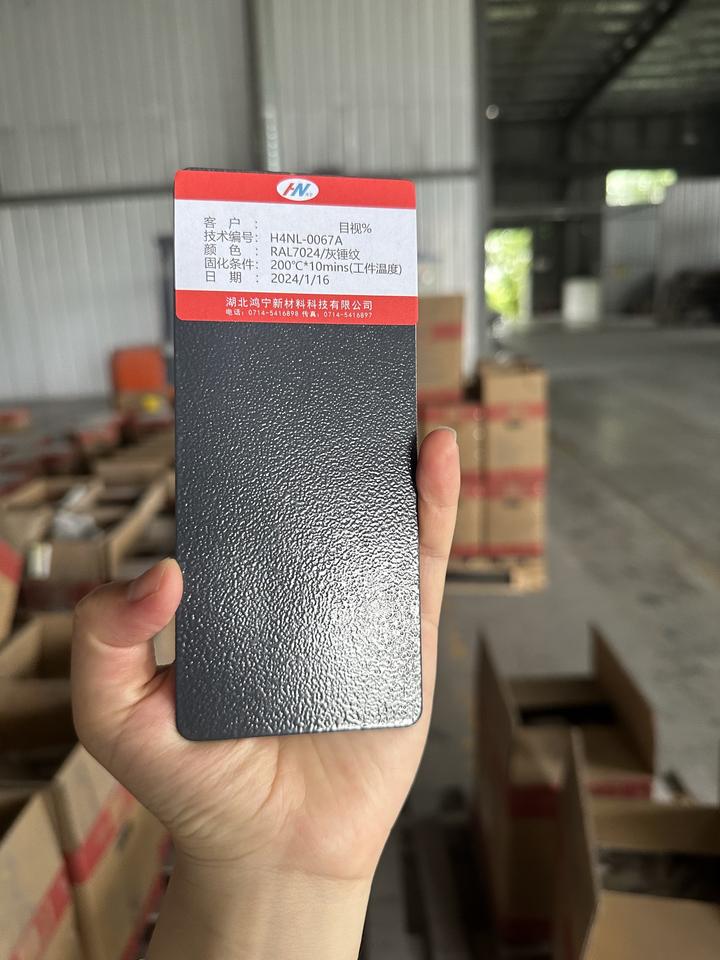 HN
客 户 : 目视%
技术编号: H4NL-0067A
颜 色 : RAL7024/灰锤纹
固化条件: 200℃*10mins(工件温度)
日 期 : 2024/1/16
湖北鸿宁新材料科技有限公司
电话: 0714-5416898 传真: 0714-5416897